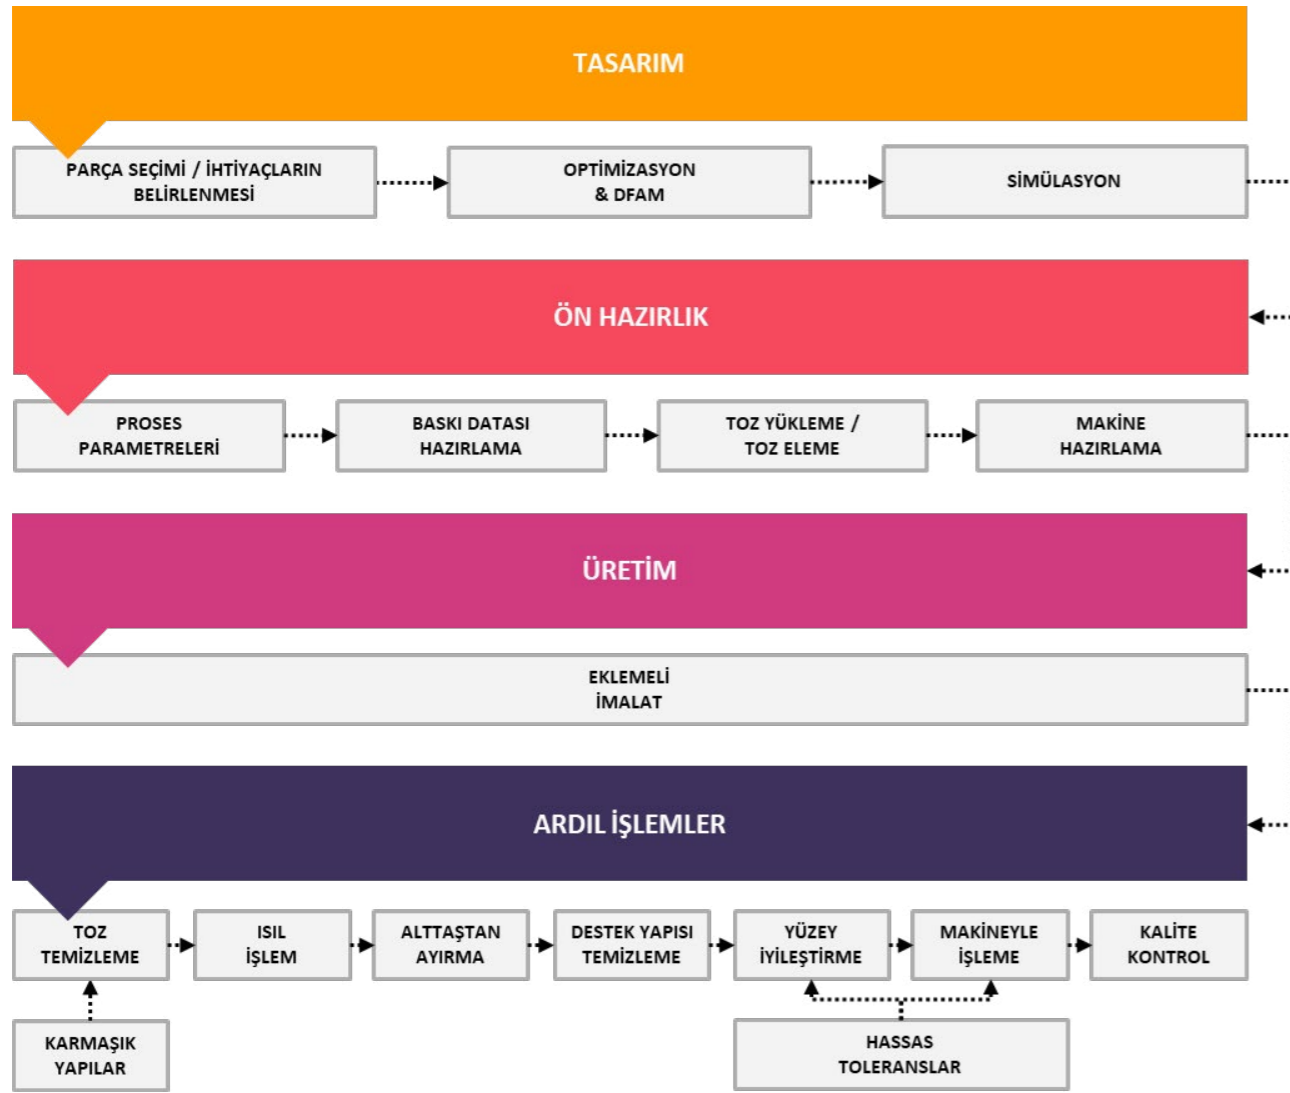 TASARIM
PARÇA SEÇİMİ / İHTİYAÇLARIN
BELİRLENMESİ
OPTİMİZASYON
& DFAM
SİMÜLASYON
ÖN HAZIRLIK
PROSES
PARAMETRELERİ
BASKI DATASI
HAZIRLAMA
TOZ YÜKLEME /
TOZ ELEME
MAKİNE
HAZIRLAMA
ÜRETİM
EKLEMELİ
İMALAT
ARDIL İŞLEMLER
TOZ
TEMİZLEME
ISIL
İŞLEM
ALTTAŞTAN
AYIRMA
DESTEK YAPISI
TEMİZLEME
YÜZEY
İYİLEŞTİRME
MAKİNEYLE
İŞLEME
KALİTE
KONTROL
KARMAŞIK
YAPILAR
HASSAS
TOLERANSLAR